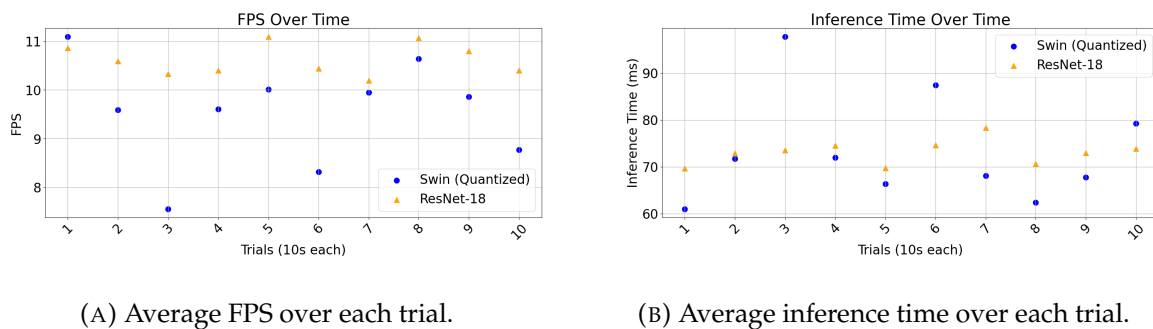 FPS Over Time
11
10
9
8
FPS
Swin (Quantized)
ResNet-18
1 2 3 4 5 6 7 8 9 10
Trials (10s each)
(A) Average FPS over each trial.
Inference Time Over Time
90
80
70
60
Inference Time (ms)
Swin (Quantized)
ResNet-18
1 2 3 4 5 6 7 8 9 10
Trials (10s each)
(B) Average inference time over each trial.